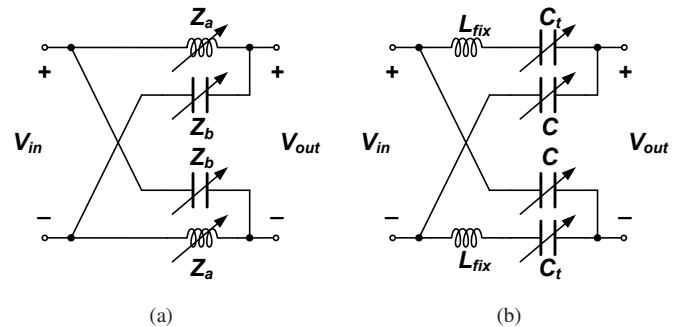 Z_a
+
+
Z_b
V_in
V_out
Z_b
−
−
Z_a
(a)
L_fix
C_t
+
+
C
V_in
V_out
C
−
−
L_fix
C_t
(b)